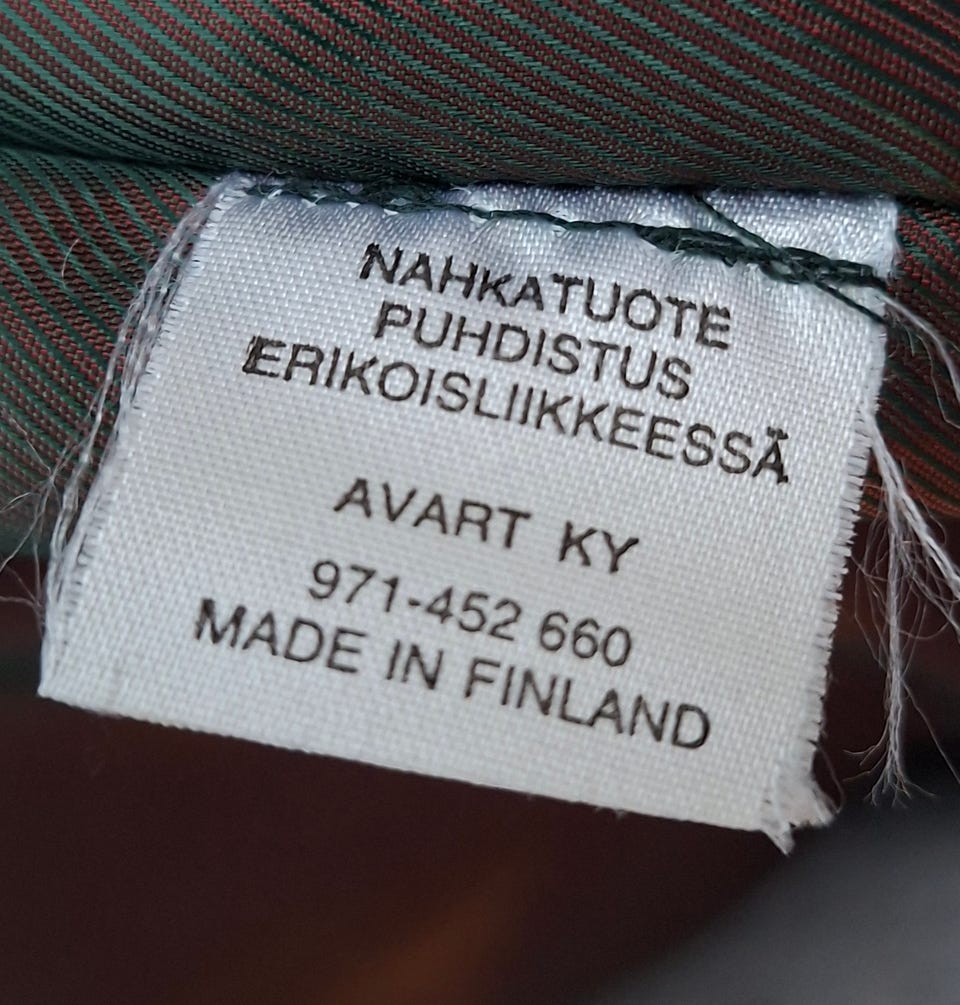 NAHKATUOTE
PUHDISTUS
ERIKOISLIIKKEESSÄ
AVART KY
971-452 660
MADE IN FINLAND